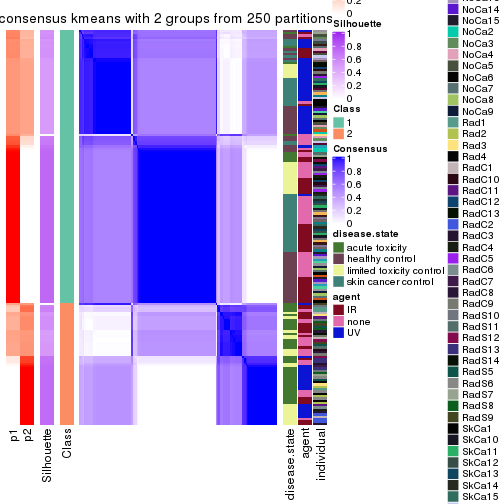 consensus kmeans with 2 groups from 250 partitions
0.2
0
Silhouette
1
0.8
0.6
0.4
0.2
0
Class
1
2
Consensus
1
0.8
0.6
0.4
0.2
0
disease.state
acute toxicity
healthy control
limited toxicity control
skin cancer control
agent
IR
none
UV
NoCa14
NoCa15
NoCa2
NoCa3
NoCa4
NoCa5
NoCa6
NoCa7
NoCa8
NoCa9
Rad1
Rad2
Rad3
Rad4
RadC1
RadC10
RadC11
RadC12
RadC13
RadC2
RadC3
RadC4
RadC5
RadC6
RadC7
RadC8
RadC9
RadS10
RadS11
RadS12
RadS13
RadS14
RadS5
RadS6
RadS7
RadS8
RadS9
SkCa1
SkCa10
SkCa11
SkCa12
SkCa13
SkCa14
SkCa15
p1
p2
Silhouette
Class
disease.state
agent
individual